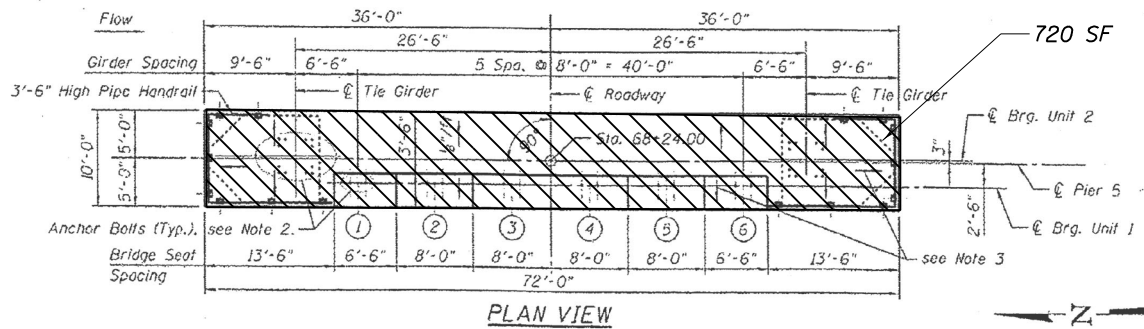 Flow
36'-0"
36'-0"
26'-6"
26'-6"
720 SF
Girder Spacing
9'-6"
6'-6"
5 Spa. @ 8'-0" = 40'-0"
6'-6"
9'-6"
3'-6" High Pipe Handrail
℄ Tie Girder
℄ Roadway
℄ Tie Girder
℄ Brg. Unit 2
10'-0"
5'-0"
5'-0"
3'-6"
90°
Sta. 68+24.00
3"
℄ Pier 5
2'-6"
℄ Brg. Unit 1
Anchor Bolts (Typ.), see Note 2.
1
2
3
4
5
6
see Note 3
Bridge Seat
Spacing
13'-6"
6'-6"
8'-0"
8'-0"
8'-0"
8'-0"
6'-6"
13'-6"
72'-0"
PLAN VIEW
Z